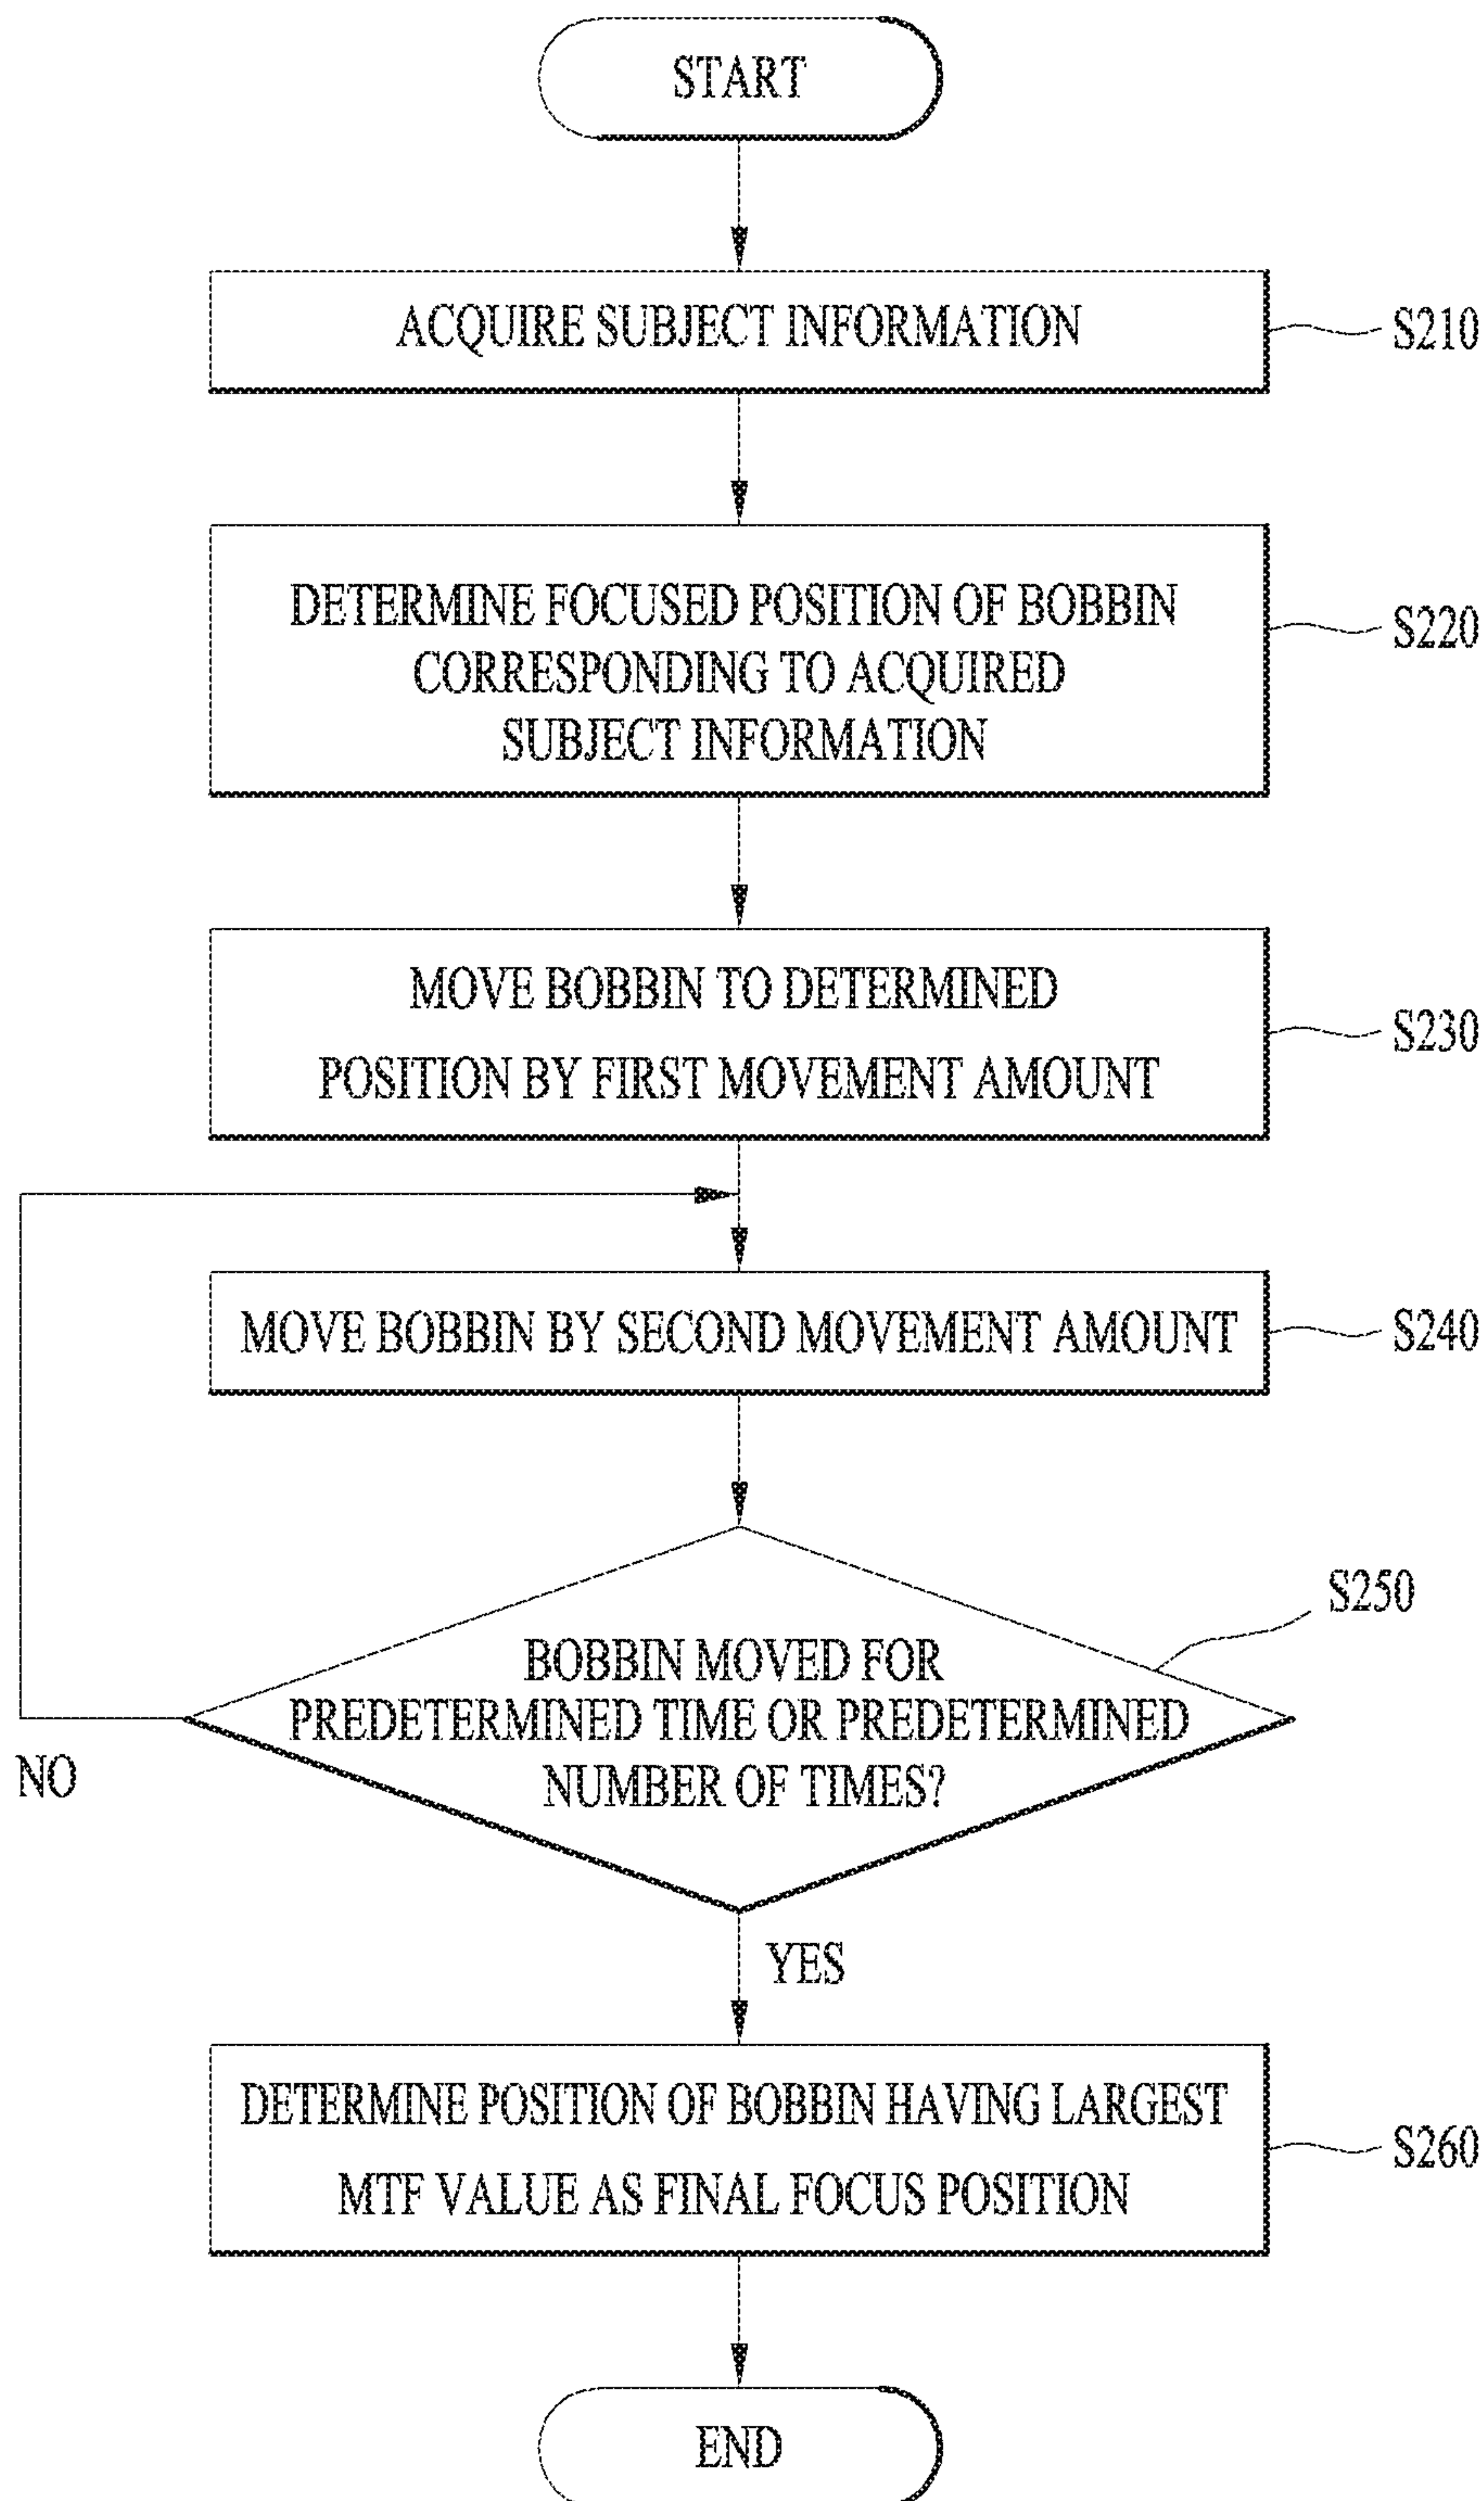 START
ACQUIRE SUBJECT INFORMATION
S210
DETERMINE FOCUSED POSITION OF BOBBIN
CORRESPONDING TO ACQUIRED
SUBJECT INFORMATION
S220
MOVE BOBBIN TO DETERMINED
POSITION BY FIRST MOVEMENT AMOUNT
S230
MOVE BOBBIN BY SECOND MOVEMENT AMOUNT
S240
S250
BOBBIN MOVED FOR
PREDETERMINED TIME OR PREDETERMINED
NUMBER OF TIMES?
NO
YES
DETERMINE POSITION OF BOBBIN HAVING LARGEST
MTF VALUE AS FINAL FOCUS POSITION
S260
END